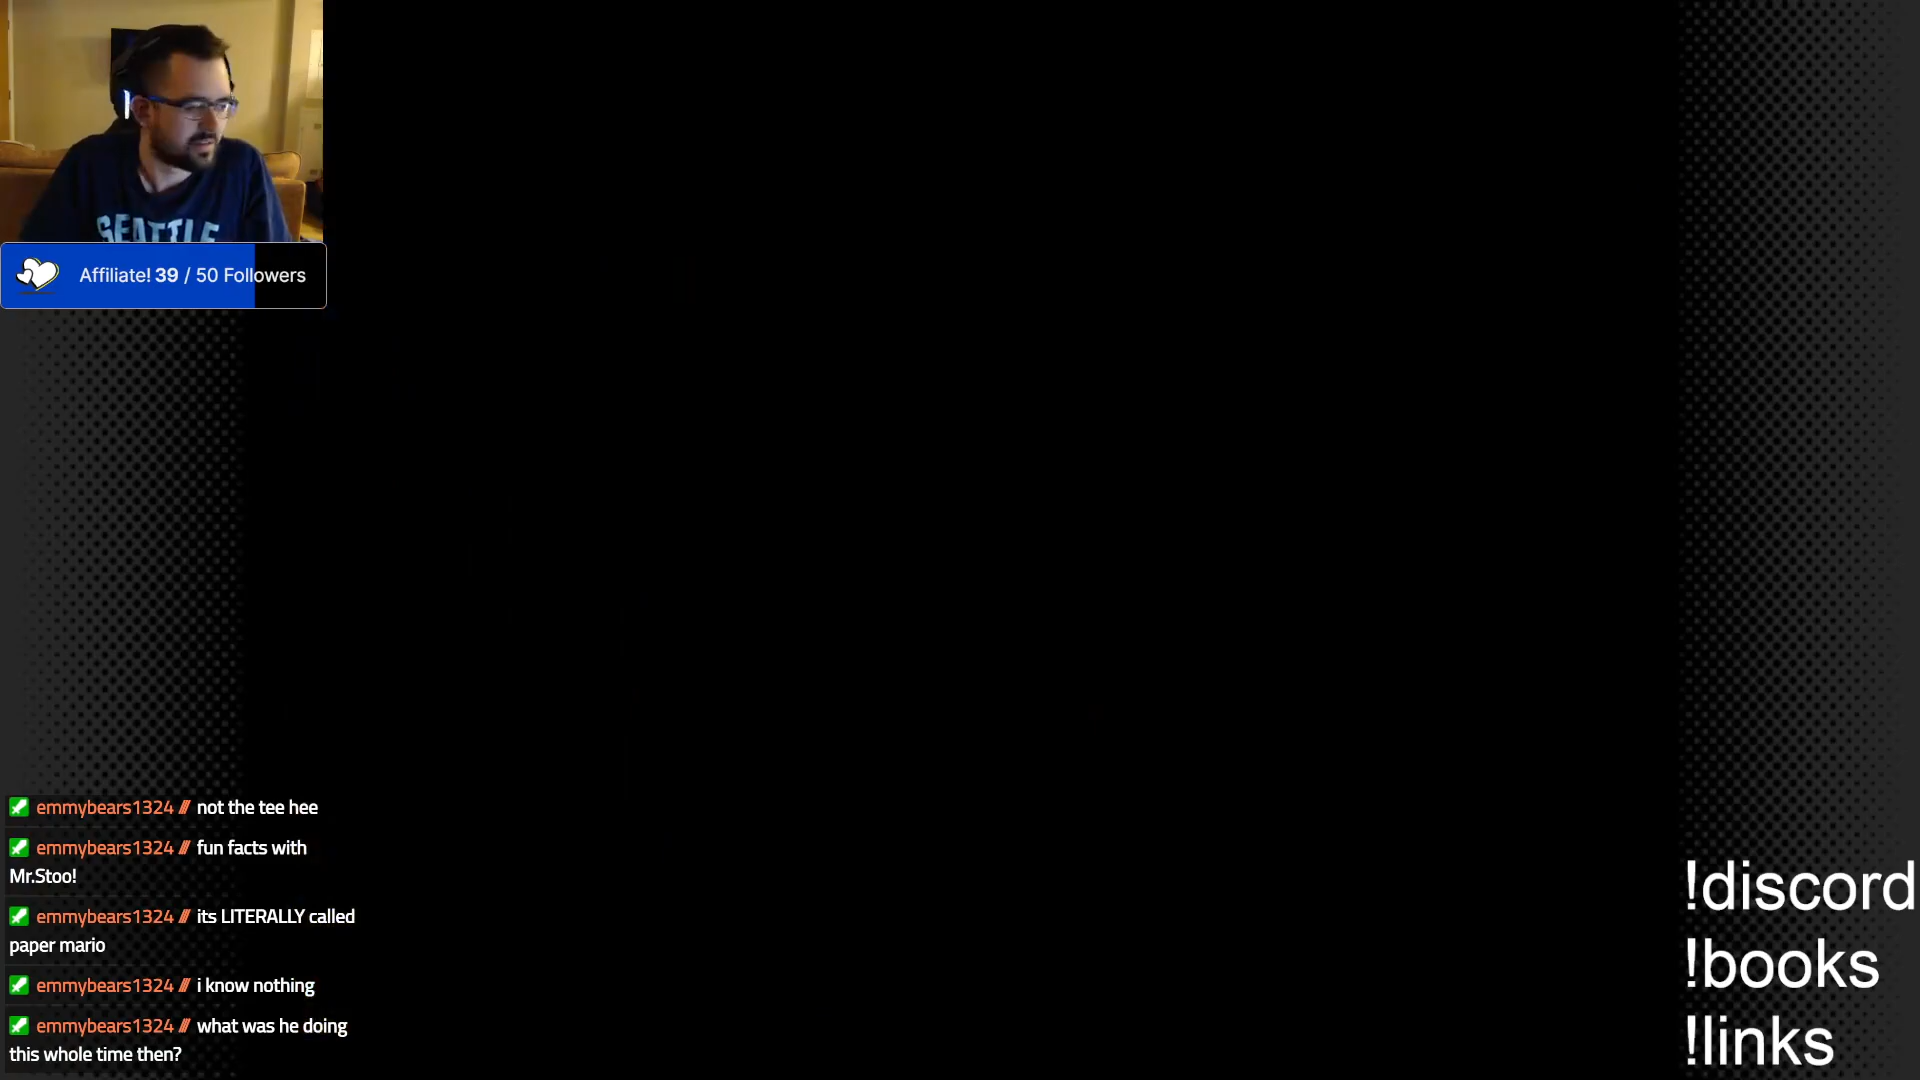 SEATTLE
Affiliate! 39 / 50 Followers
emmybears1324 /// not the tee hee
emmybears1324 /// fun facts with
Mr.Stoo!
emmybears1324 /// its LITERALLY called
paper mario
emmybears1324 /// i know nothing
emmybears1324 /// what was he doing
this whole time then?
!discord
!books
!links